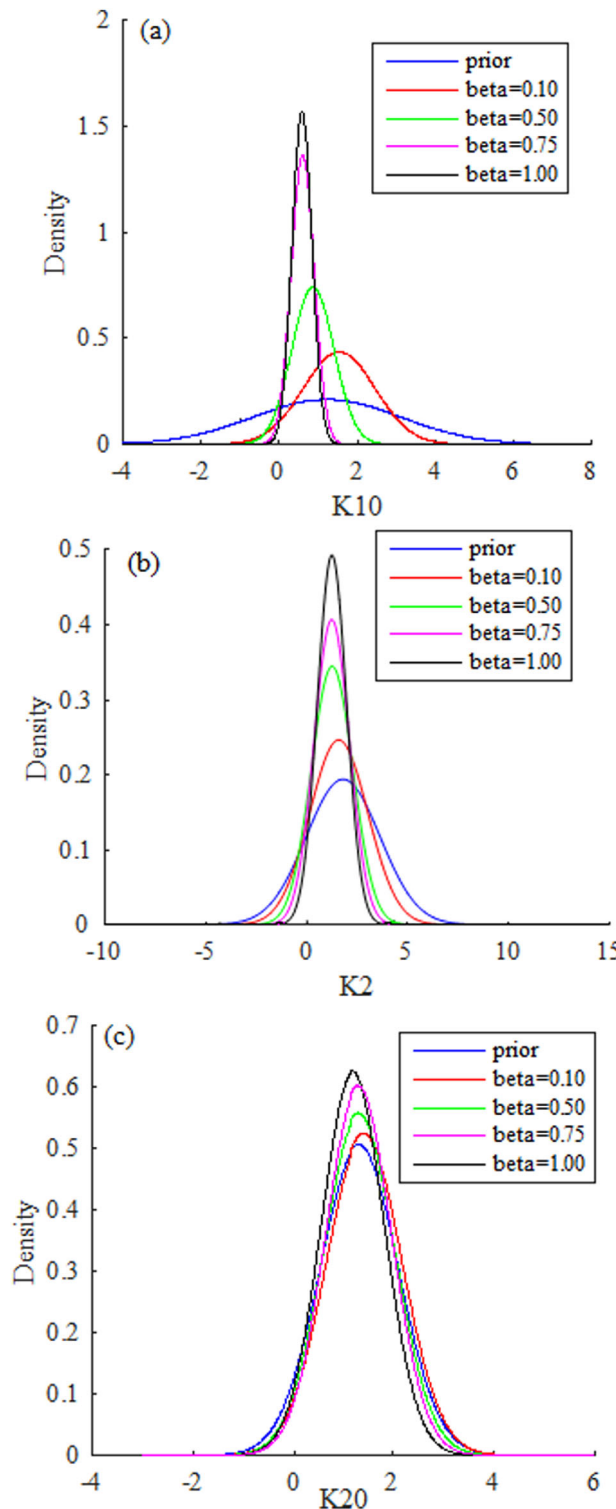 (a)
prior
beta=0.10
beta=0.50
beta=0.75
beta=1.00
2
1.5
1
0.5
0
Density
-4 -2 0 2 4 6 8
K10
(b)
prior
beta=0.10
beta=0.50
beta=0.75
beta=1.00
0.5
0.4
0.3
0.2
0.1
0
Density
-10 -5 0 5 10 15
K2
(c)
prior
beta=0.10
beta=0.50
beta=0.75
beta=1.00
0.7
0.6
0.5
0.4
0.3
0.2
0.1
0
Density
-4 -2 0 2 4 6
K20